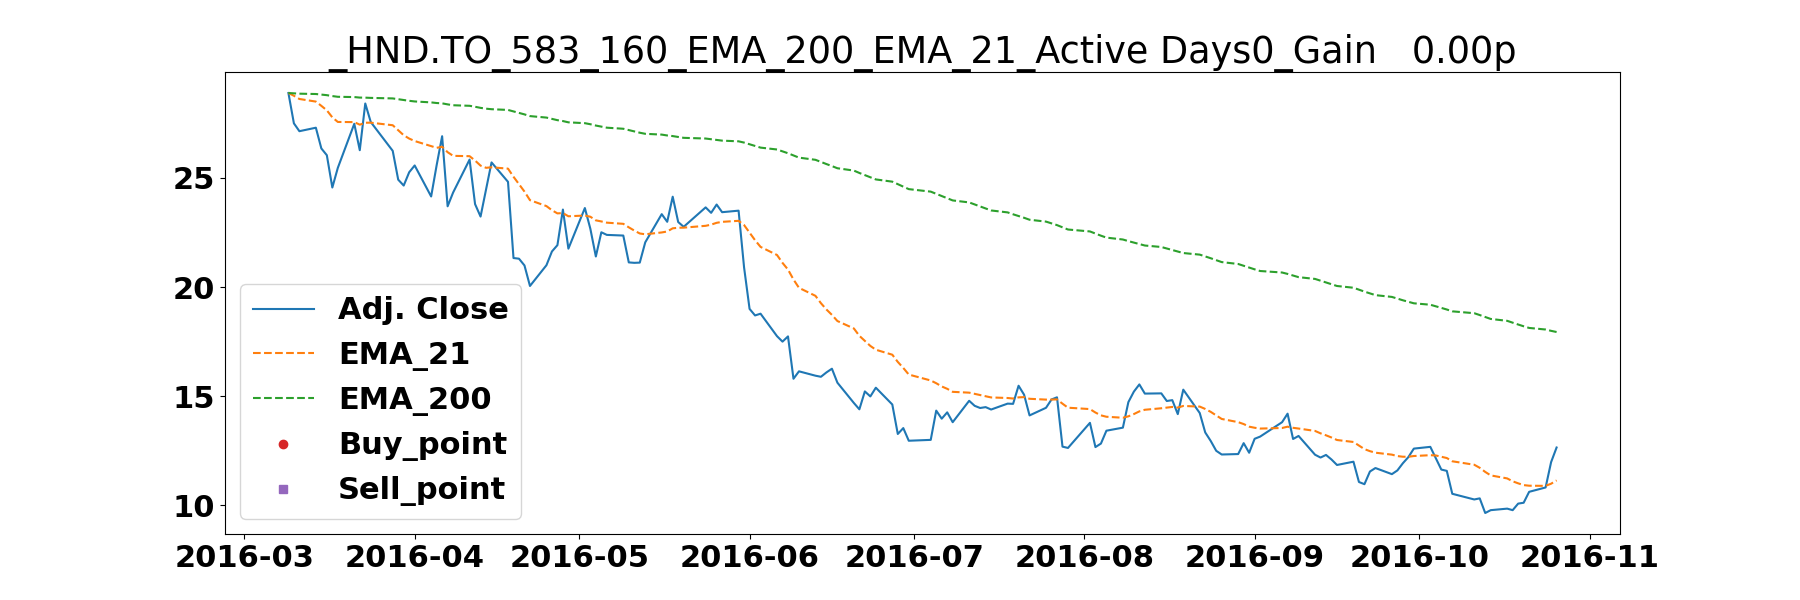 _HND.TO_583_160_EMA_200_EMA_21_Active Days0_Gain   0.00p
25
20
15
10
Adj. Close
EMA_21
EMA_200
Buy_point
Sell_point
2016-03 2016-04 2016-05 2016-06 2016-07 2016-08 2016-09 2016-10 2016-11